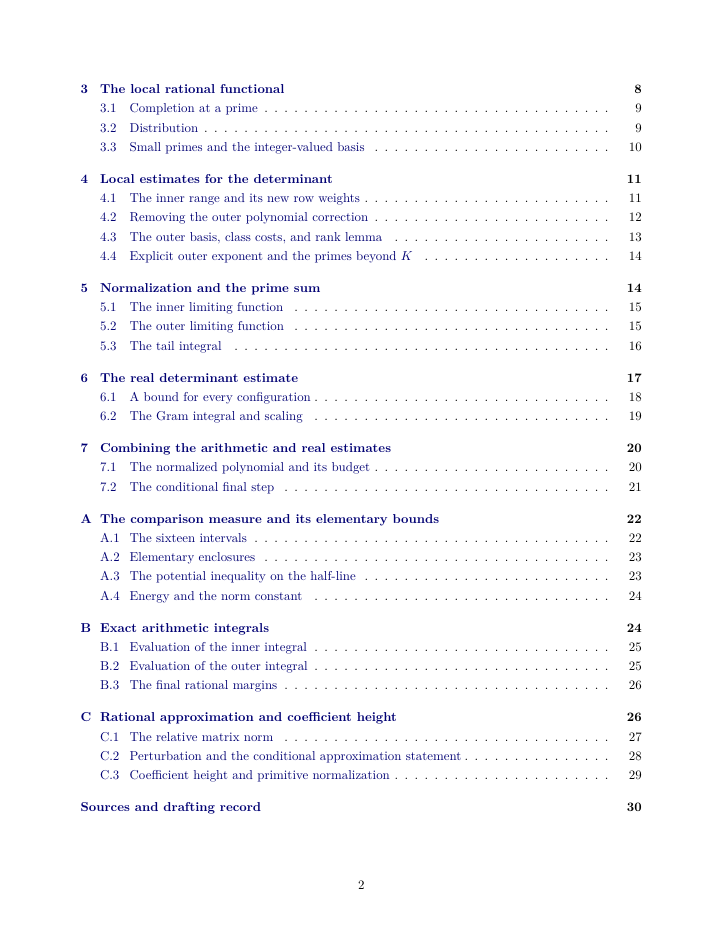 3 The local rational functional 8
3.1 Completion at a prime . . . . . . . . . . . . . . . . . . . . . . . . . . . . . . . . . . . 9
3.2 Distribution . . . . . . . . . . . . . . . . . . . . . . . . . . . . . . . . . . . . . . . . . 9
3.3 Small primes and the integer-valued basis . . . . . . . . . . . . . . . . . . . . . . . . 10
4 Local estimates for the determinant 11
4.1 The inner range and its new row weights . . . . . . . . . . . . . . . . . . . . . . . . . 11
4.2 Removing the outer polynomial correction . . . . . . . . . . . . . . . . . . . . . . . . 12
4.3 The outer basis, class costs, and rank lemma . . . . . . . . . . . . . . . . . . . . . . 13
4.4 Explicit outer exponent and the primes beyond K . . . . . . . . . . . . . . . . . . . 14
5 Normalization and the prime sum 14
5.1 The inner limiting function . . . . . . . . . . . . . . . . . . . . . . . . . . . . . . . . 15
5.2 The outer limiting function . . . . . . . . . . . . . . . . . . . . . . . . . . . . . . . . 15
5.3 The tail integral . . . . . . . . . . . . . . . . . . . . . . . . . . . . . . . . . . . . . . 16
6 The real determinant estimate 17
6.1 A bound for every configuration . . . . . . . . . . . . . . . . . . . . . . . . . . . . . . 18
6.2 The Gram integral and scaling . . . . . . . . . . . . . . . . . . . . . . . . . . . . . . 19
7 Combining the arithmetic and real estimates 20
7.1 The normalized polynomial and its budget . . . . . . . . . . . . . . . . . . . . . . . . 20
7.2 The conditional final step . . . . . . . . . . . . . . . . . . . . . . . . . . . . . . . . . 21
A The comparison measure and its elementary bounds 22
A.1 The sixteen intervals . . . . . . . . . . . . . . . . . . . . . . . . . . . . . . . . . . . . 22
A.2 Elementary enclosures . . . . . . . . . . . . . . . . . . . . . . . . . . . . . . . . . . . 23
A.3 The potential inequality on the half-line . . . . . . . . . . . . . . . . . . . . . . . . . 23
A.4 Energy and the norm constant . . . . . . . . . . . . . . . . . . . . . . . . . . . . . . 24
B Exact arithmetic integrals 24
B.1 Evaluation of the inner integral . . . . . . . . . . . . . . . . . . . . . . . . . . . . . . 25
B.2 Evaluation of the outer integral . . . . . . . . . . . . . . . . . . . . . . . . . . . . . . 25
B.3 The final rational margins . . . . . . . . . . . . . . . . . . . . . . . . . . . . . . . . . 26
C Rational approximation and coefficient height 26
C.1 The relative matrix norm . . . . . . . . . . . . . . . . . . . . . . . . . . . . . . . . . 27
C.2 Perturbation and the conditional approximation statement . . . . . . . . . . . . . . . 28
C.3 Coefficient height and primitive normalization . . . . . . . . . . . . . . . . . . . . . . 29
Sources and drafting record 30
2